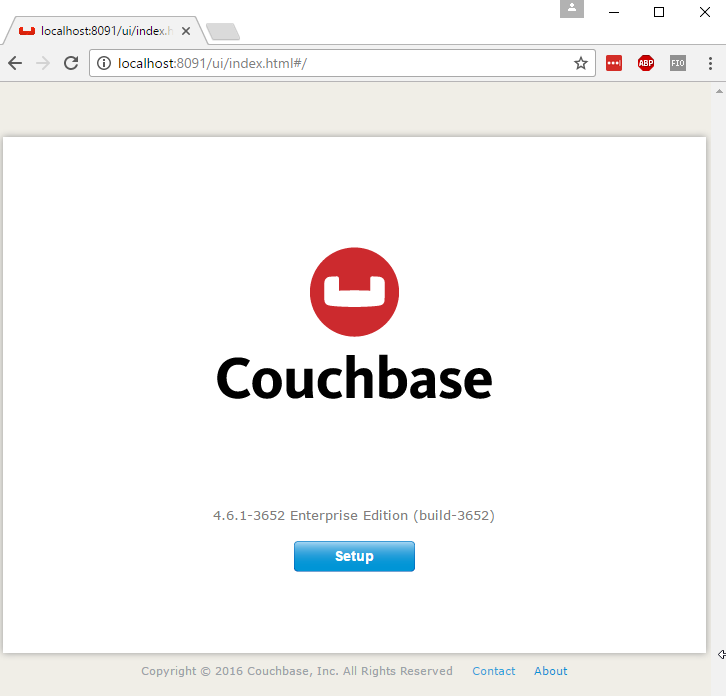 localhost:8091/ui/index.h
localhost:8091/ui/index.html#/
ABP
FIO
Couchbase
4.6.1-3652 Enterprise Edition (build-3652)
Setup
Copyright © 2016 Couchbase, Inc. All Rights Reserved Contact About